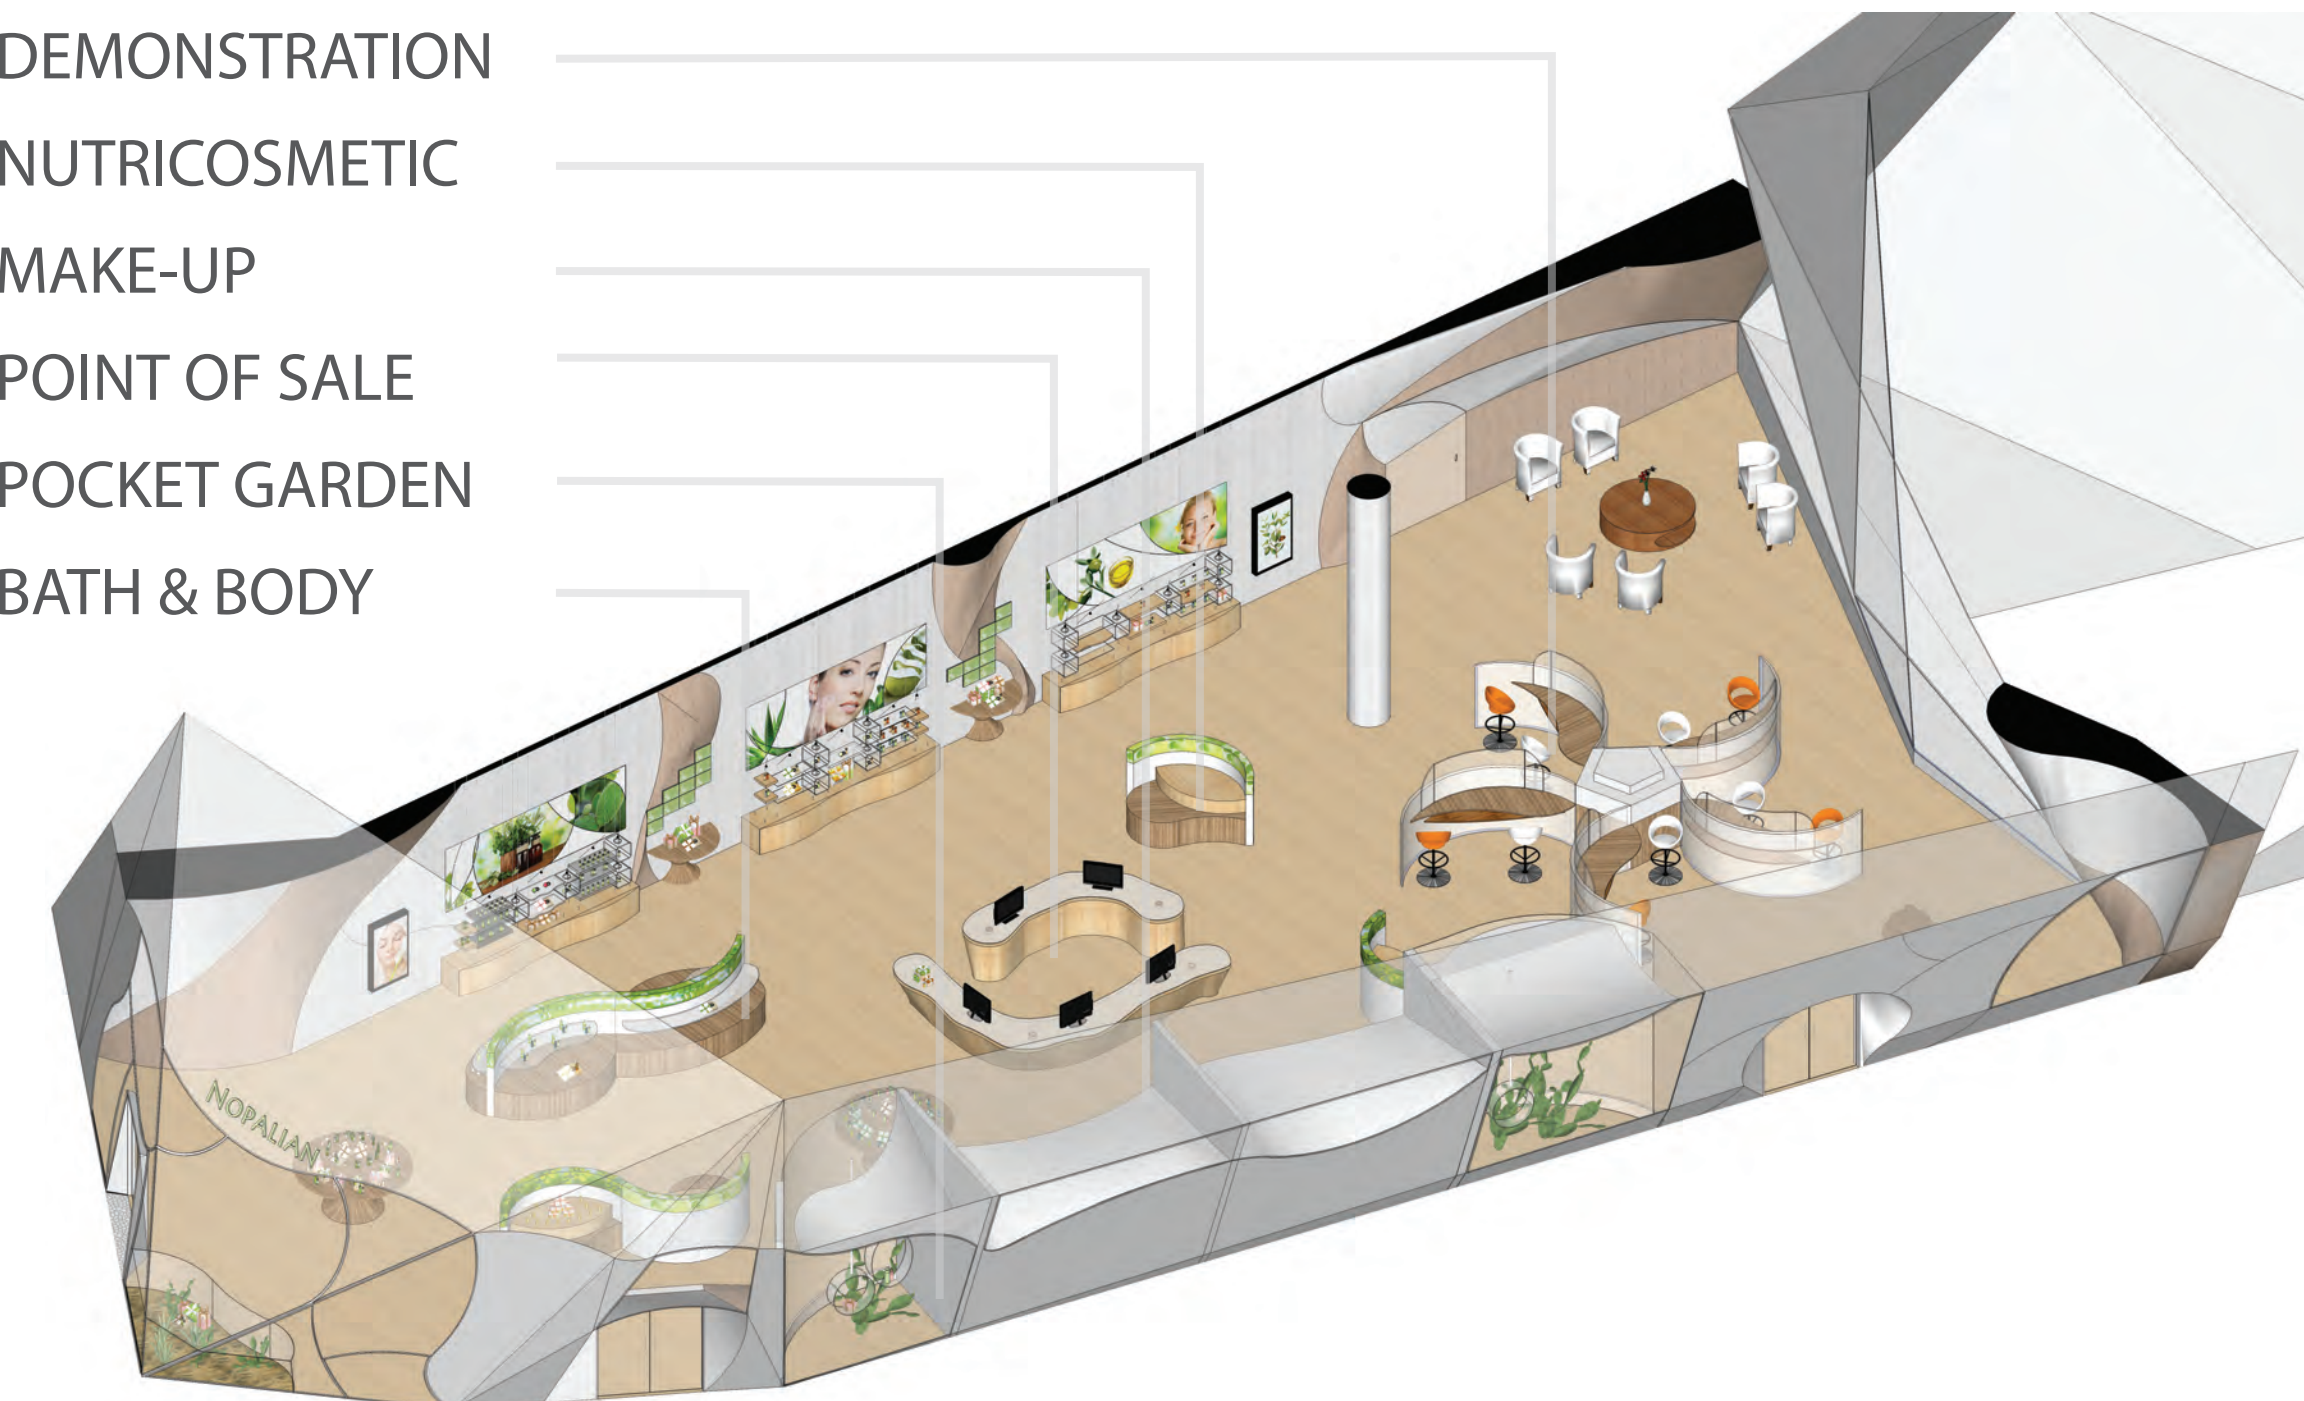 DEMONSTRATION
NUTRICOSMETIC
MAKE-UP
POINT OF SALE
POCKET GARDEN
BATH & BODY
NOPALIAN